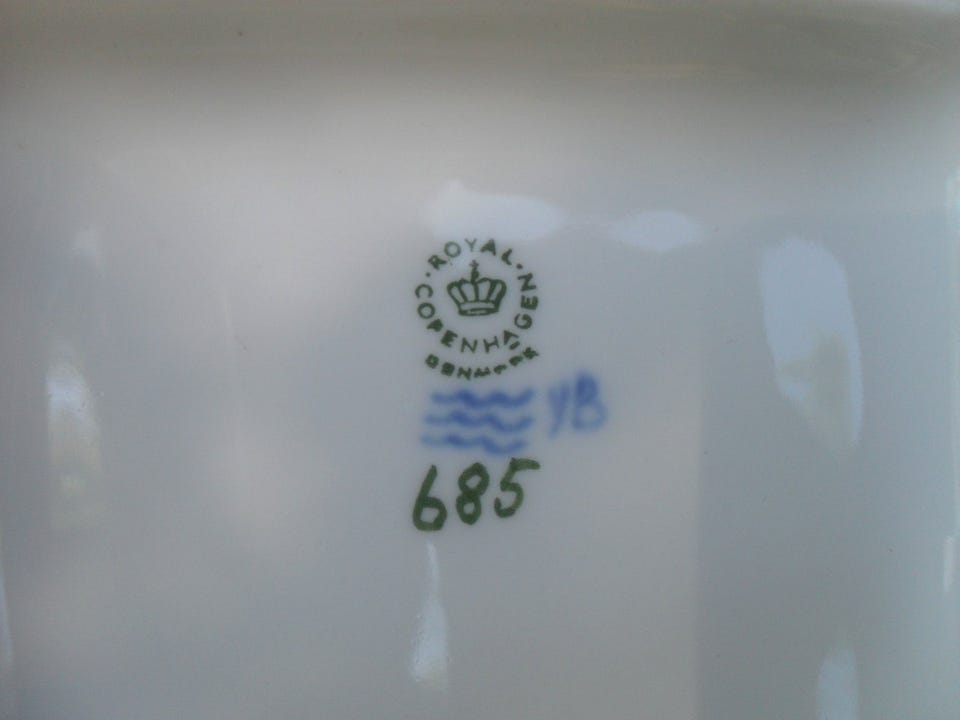 ROYAL
COPENHAGEN
DENMARK
YB
685